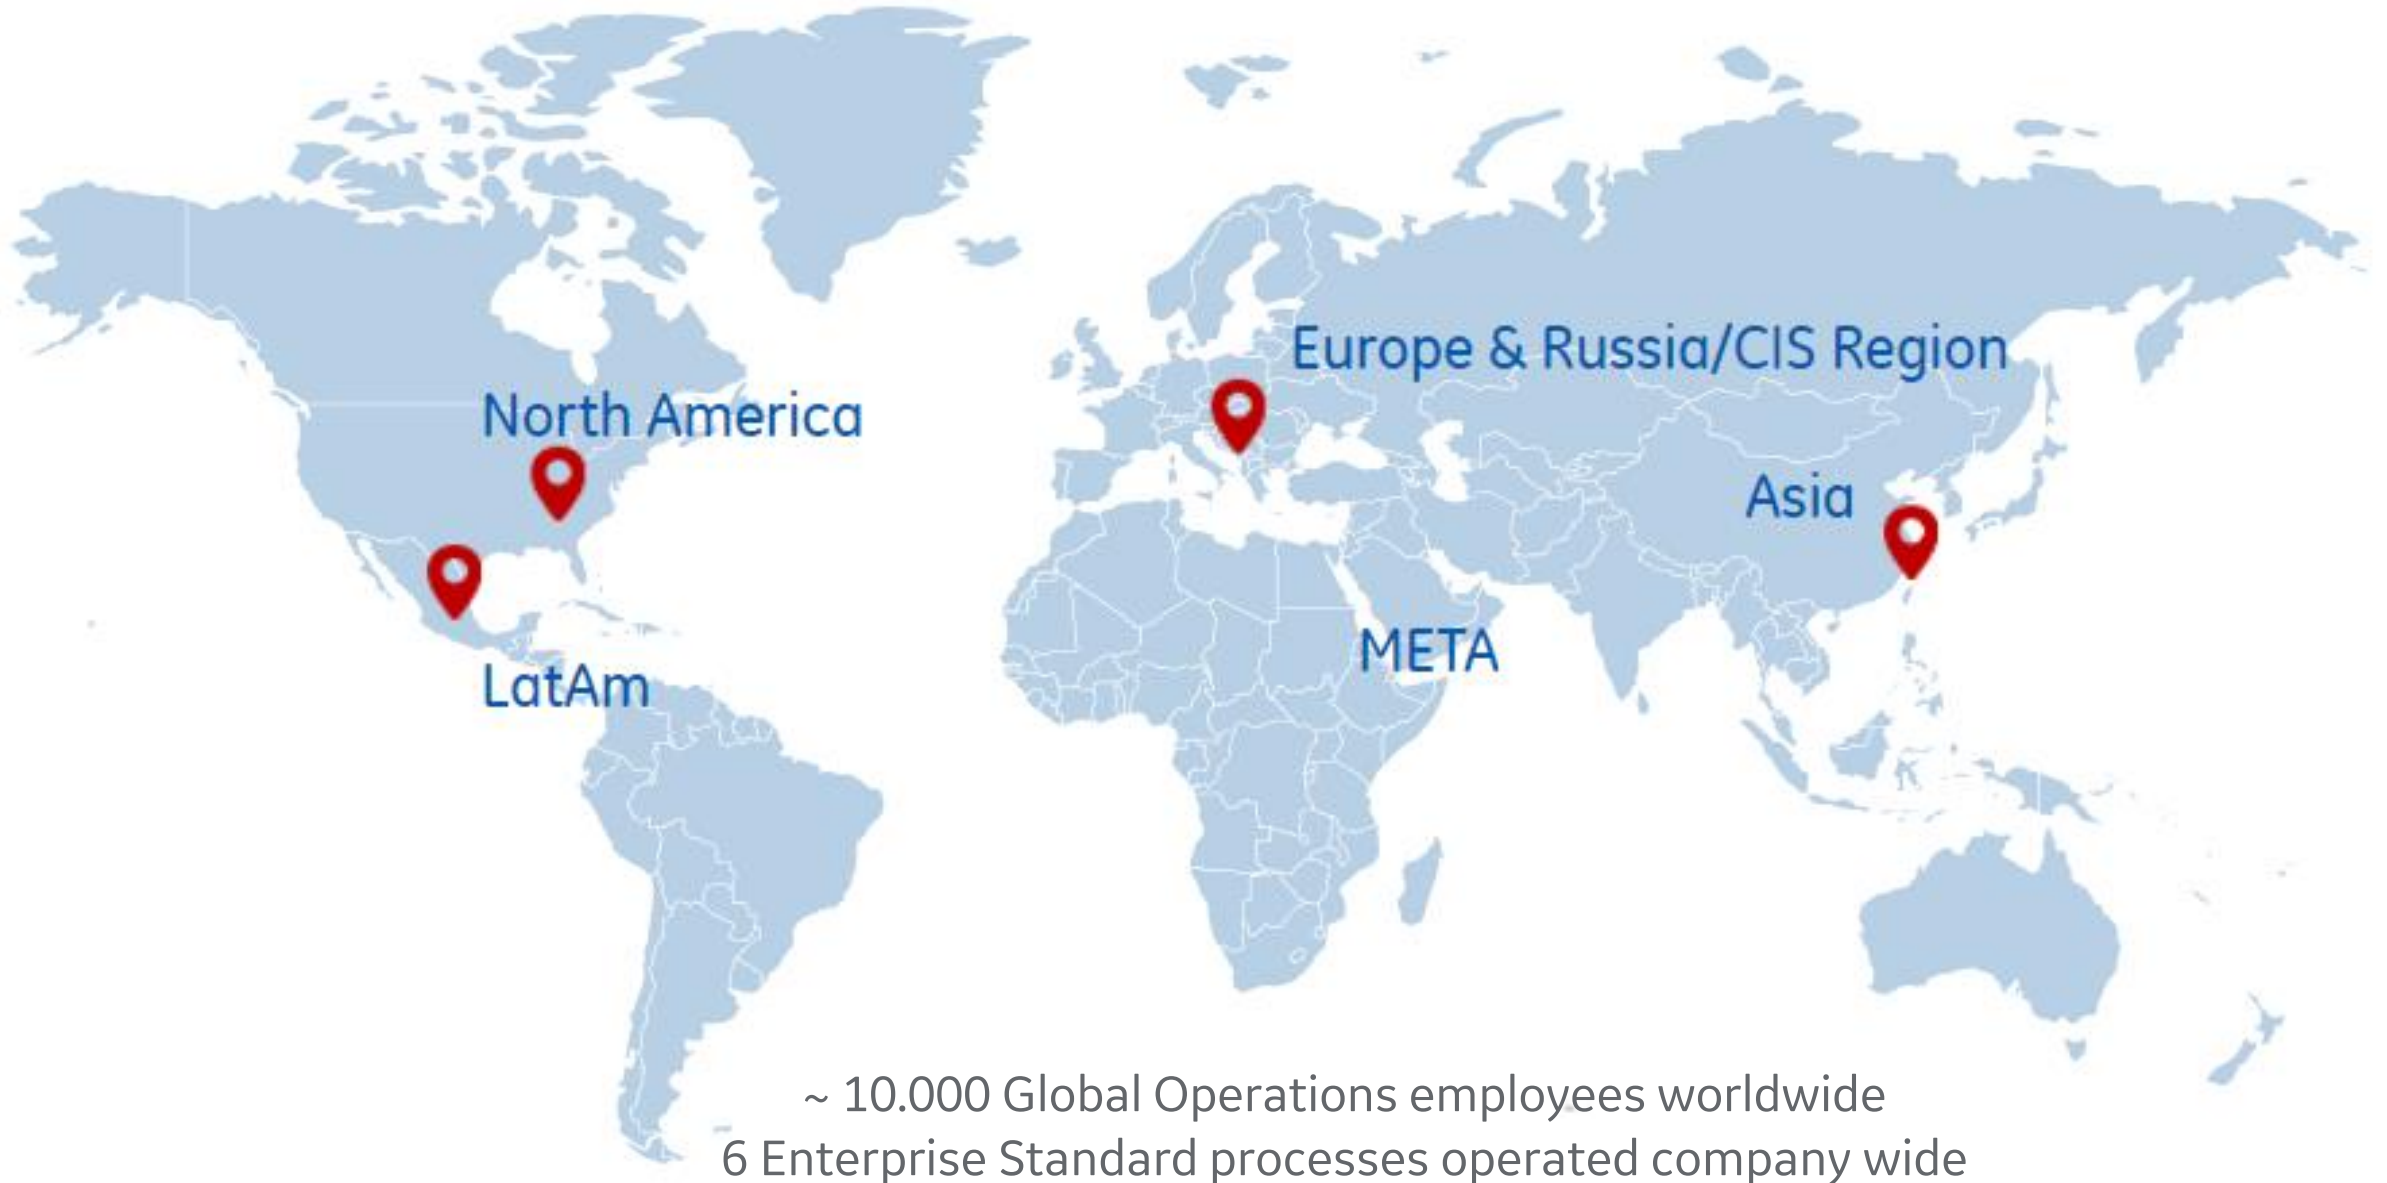 Europe & Russia/CIS Region
North America
Asia
META
LatAm
~ 10.000 Global Operations employees worldwide
6 Enterprise Standard processes operated company wide